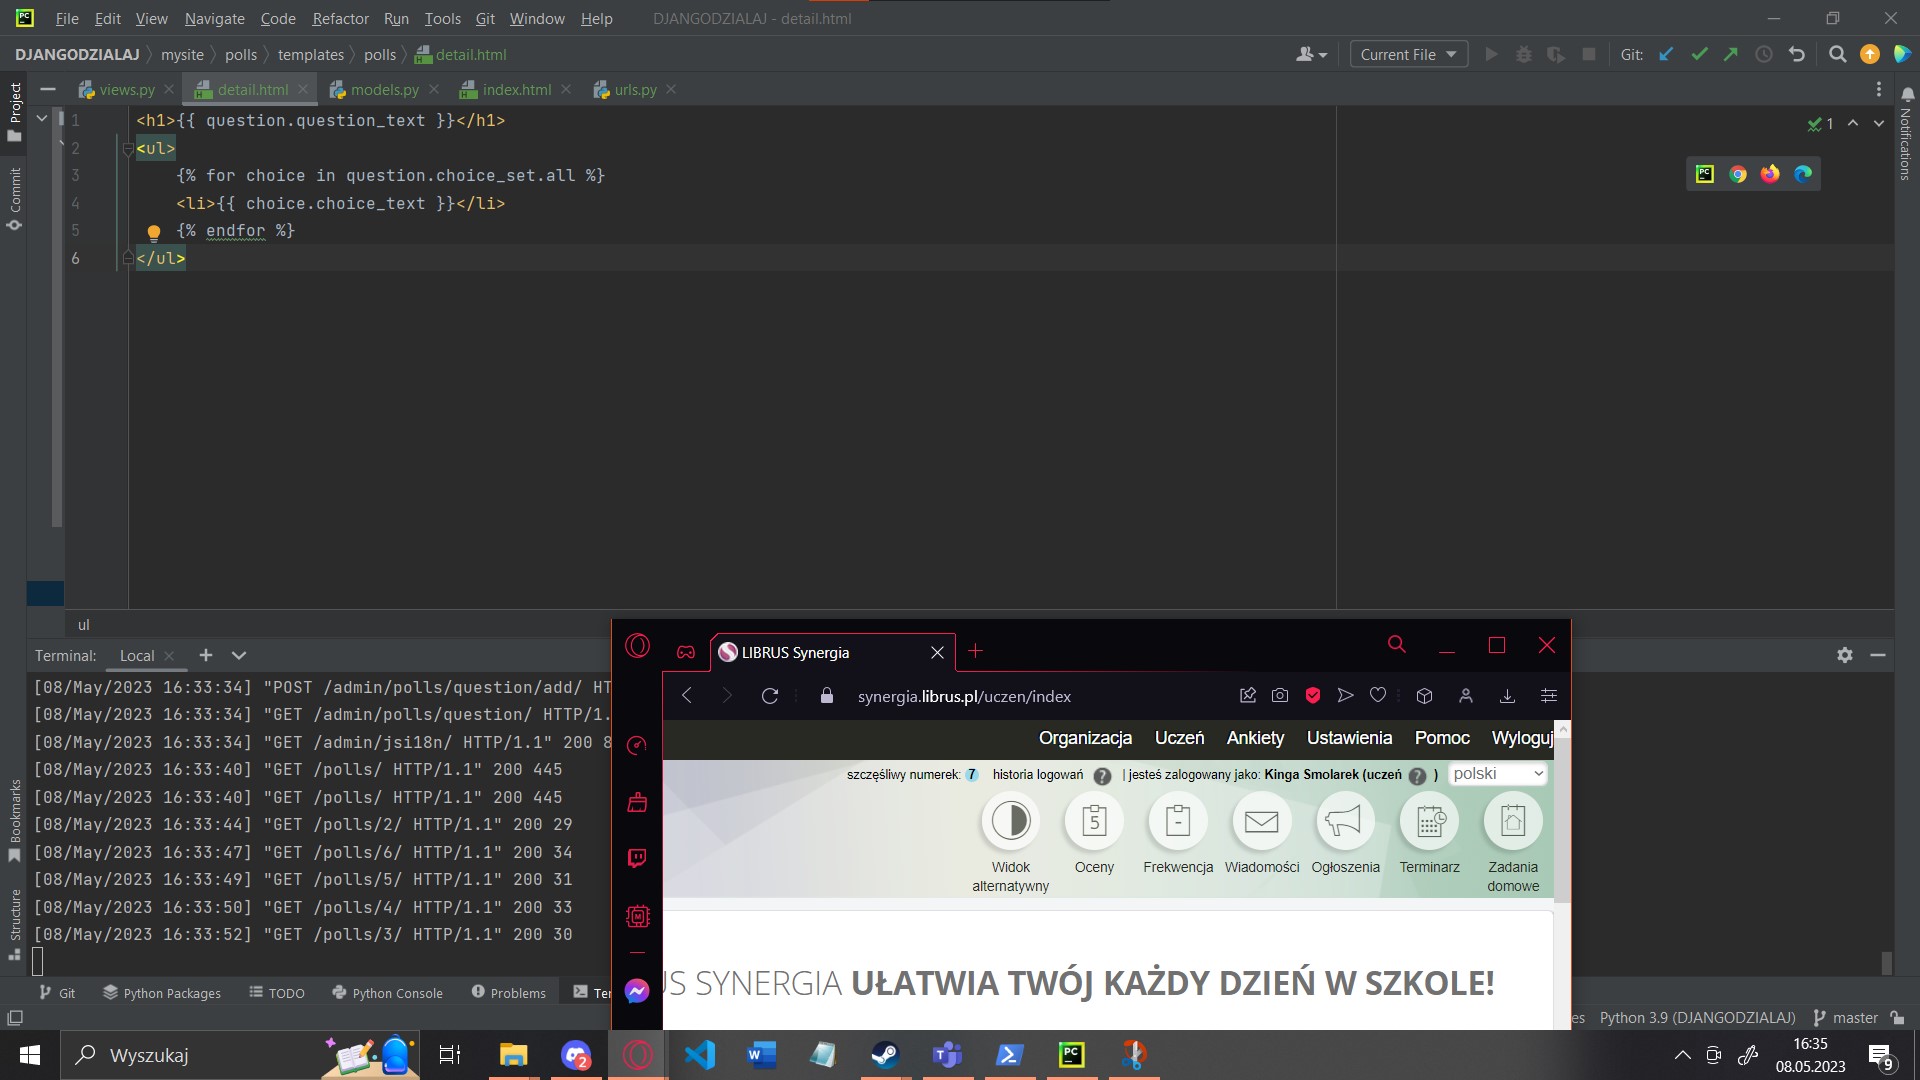 File Edit View Navigate Code Refactor Run Tools Git Window Help DJANGODZIALAJ - detail.html
DJANGODZIALAJ mysite polls templates polls detail.html Current File Git:
views.py detail.html models.py index.html urls.py
Project
Commit
Bookmarks
Structure
Notifications
1 <h1>{{ question.question_text }}</h1>
2 <ul>
3 {% for choice in question.choice_set.all %}
4 <li>{{ choice.choice_text }}</li>
5 {% endfor %}
6 </ul>
1
ul
Terminal: Local
[08/May/2023 16:33:34] "POST /admin/polls/question/add/ HT
[08/May/2023 16:33:34] "GET /admin/polls/question/ HTTP/1.
[08/May/2023 16:33:34] "GET /admin/jsi18n/ HTTP/1.1" 200 8
[08/May/2023 16:33:40] "GET /polls/ HTTP/1.1" 200 445
[08/May/2023 16:33:40] "GET /polls/ HTTP/1.1" 200 445
[08/May/2023 16:33:44] "GET /polls/2/ HTTP/1.1" 200 29
[08/May/2023 16:33:47] "GET /polls/6/ HTTP/1.1" 200 34
[08/May/2023 16:33:49] "GET /polls/5/ HTTP/1.1" 200 31
[08/May/2023 16:33:50] "GET /polls/4/ HTTP/1.1" 200 33
[08/May/2023 16:33:52] "GET /polls/3/ HTTP/1.1" 200 30
LIBRUS Synergia
synergia.librus.pl/uczen/index
Organizacja Uczeń Ankiety Ustawienia Pomoc Wyloguj
szczęśliwy numerek: 7 historia logowań ? | jesteś zalogowany jako: Kinga Smolarek (uczeń ? ) polski
5
Widok alternatywny
Oceny
Frekwencja
Wiadomości
Ogłoszenia
Terminarz
Zadania domowe
US SYNERGIA UŁATWIA TWÓJ KAŻDY DZIEŃ W SZKOLE!
Git Python Packages TODO Python Console Problems Ter
es Python 3.9 (DJANGODZIALAJ) master
Wyszukaj
2
16:35
08.05.2023
9